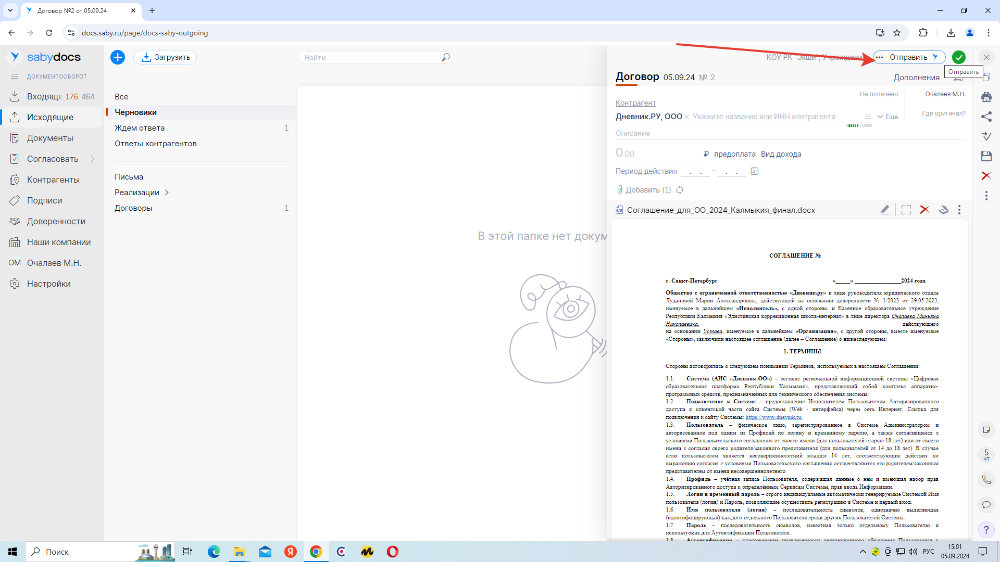 Договор №2 от 05.09.24
docs.saby.ru/page/docs-saby-outgoing
sabydocs
ДОКУМЕНТООБОРОТ
Входящи 176 464
Исходящие
Документы
Согласовать
Контрагенты
Подписи
Доверенности
Наши компании
ОМ Очалаев М.Н.
Настройки
Загрузить
Найти
Все
Черновики
Ждем ответа 1
Ответы контрагентов
Письма
Реализации
Договоры 1
В этой папке нет докум
КОУ РК "Экши", Учреждение
Отправить
Отправить
Договор 05.09.24 № 2
Дополнения
Не оплачено
Очалаев М.Н.
Контрагент
Где оригинал?
Дневник.РУ, ООО Укажите название или ИНН контрагента
Еще
Описание
0.00 ₽ предоплата Вид дохода
Период действия . . - . .
Добавить (1)
Соглашение_для_ОО_2024_Калмыкия_финал.docx
СОГЛАШЕНИЕ №
г. Санкт-Петербург «_____» ________________2024 года
Общество с ограниченной ответственностью «Дневник.ру» в лице руководителя юридического отдела
Лудановой Марии Александровны, действующей на основании доверенности № 1/2023 от 29.05.2023,
именуемое в дальнейшем «Исполнитель», с одной стороны, и Казенное образовательное учреждение
Республики Калмыкия «Элистинская коррекционная школа-интернат» в лице директора Очалаева Миньяна
Николаевича, действующего
на основании Устава, именуемое в дальнейшем «Организация», с другой стороны, вместе именуемые
«Стороны», заключили настоящее соглашение (далее – Соглашение) о нижеследующем:
1. ТЕРМИНЫ
Стороны договорились о следующем понимании Терминов, используемых в настоящем Соглашении:
1.1. Система (АИС «Дневник-ОО») – сегмент региональной информационной системы «Цифровая
образовательная платформа Республики Калмыкия», представляющий собой комплекс аппаратно-
программных средств, предназначенных для технического обеспечения системы.
1.2. Подключение к Системе – предоставление Исполнителем Пользователям Авторизированного
доступа к клиентской части сайта Системы (Web - интерфейса) через сеть Интернет. Ссылка для
подключения к сайту Системы: https://www.dnevnik.ru.
1.3. Пользователь – физическое лицо, зарегистрированное в Системе Администратором и
авторизованное под одним из Профилей по логину и временному паролю, а также согласившееся с
условиями Пользовательского соглашения от своего имени (для пользователей старше 18 лет) или от своего
имени с согласия своего родителя/законного представителя (для пользователей от 14 до 18 лет). В случае
если пользователем является несовершеннолетний младше 14 лет, соответствующие действия по
выражению согласия с условиями Пользовательского соглашения осуществляются его родителем/законным
представителем от имени несовершеннолетнего
1.4. Профиль – учётная запись Пользователя, содержащая данные о нем и имеющая набор прав
Авторизированного доступа к определённым Сервисам Системы, прав ввода Информации.
1.5. Логин и временный пароль – строго индивидуальные автоматически генерируемые Системой Имя
пользователя (логин) и Пароль, позволяющие осуществить регистрацию в Системе и первый вход.
1.6. Имя пользователя (логин) – последовательность символов, однозначно выделяющая
(идентифицирующая) каждого отдельного Пользователя среди других Пользователей Системы.
1.7. Пароль – последовательность символов, известная только отдельному Пользователю и
используемая для Аутентификации Пользователя.
1.8. Аутентификация – удостоверение правомочности дистанционного обращения Пользователя к
5
чт
?
Поиск
РУС
15:01
05.09.2024